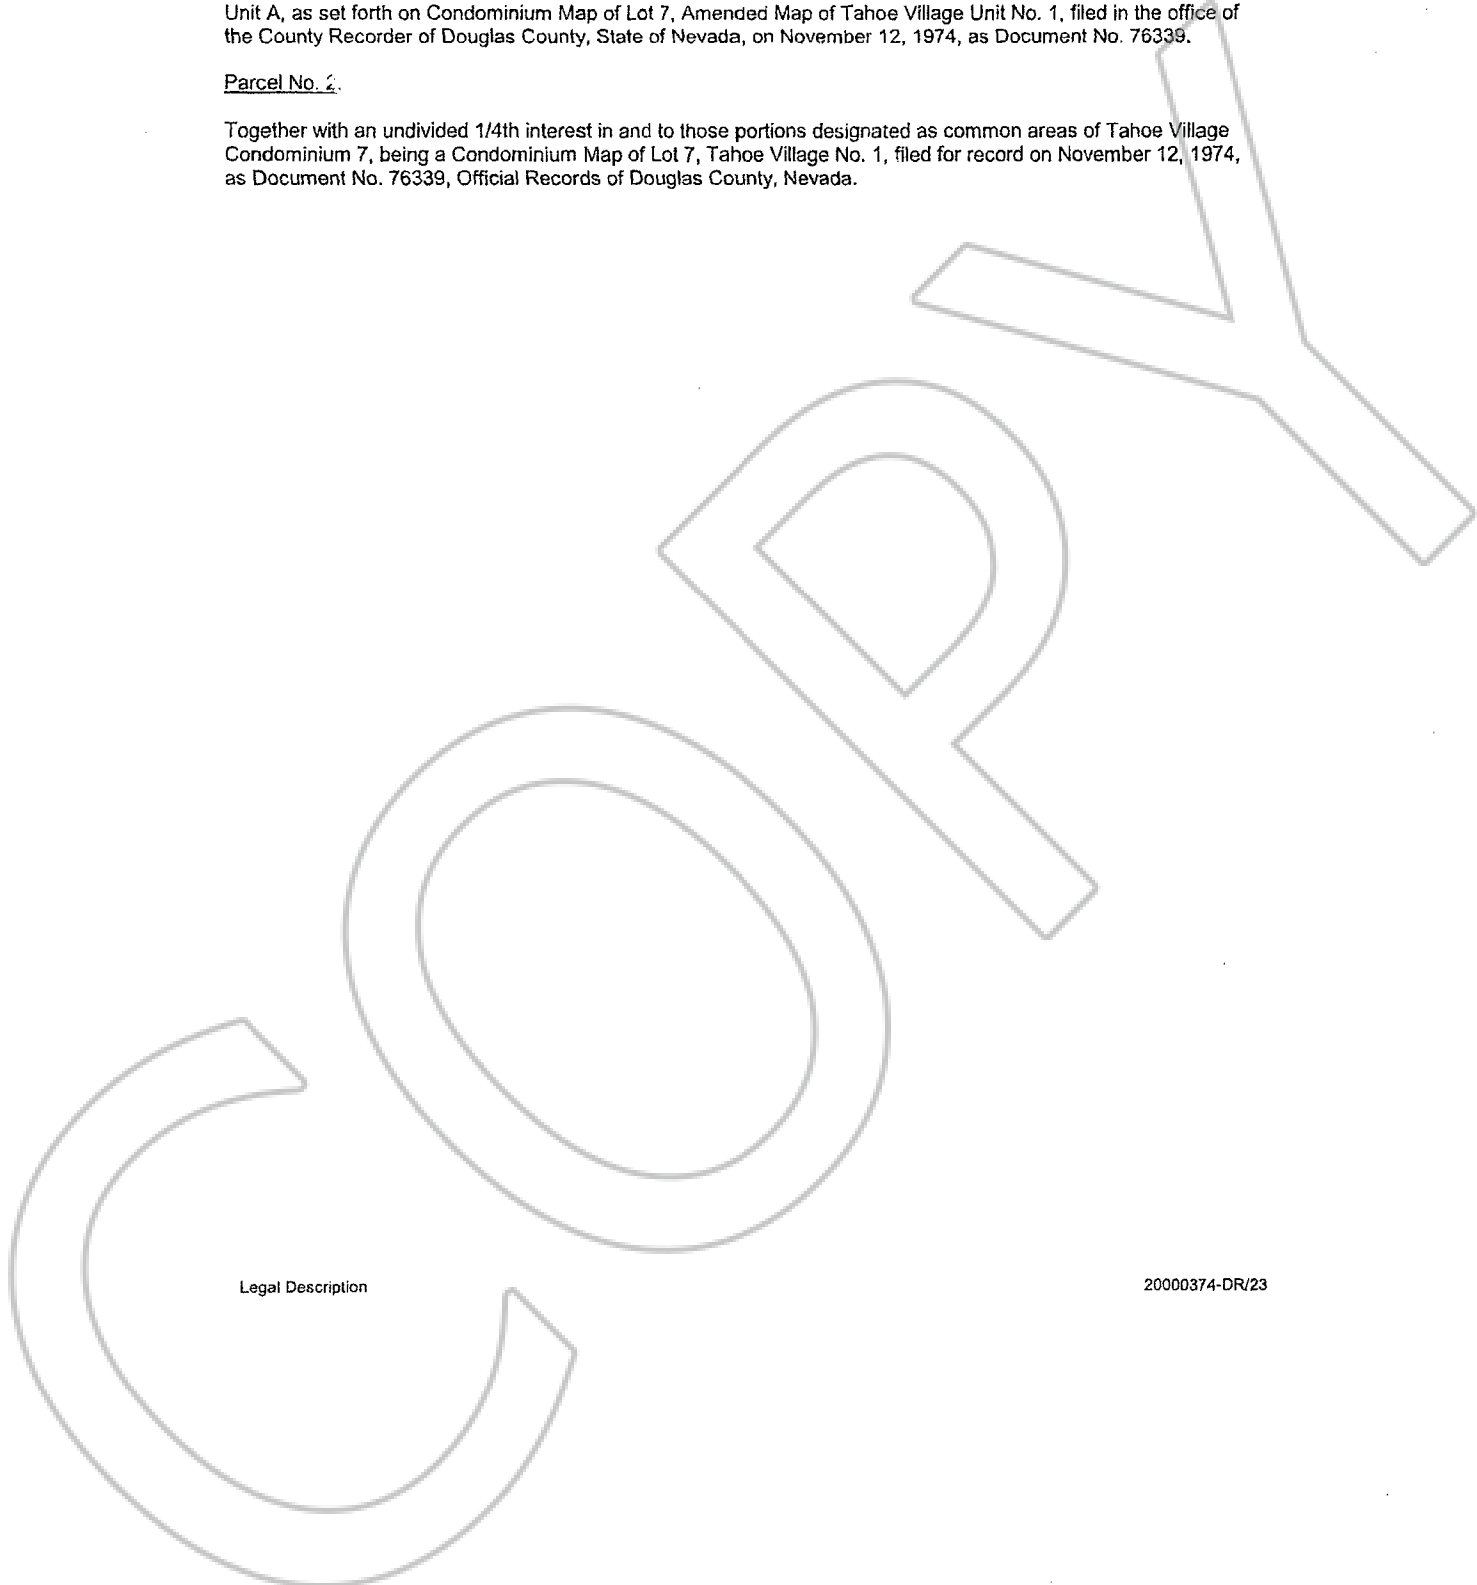 Unit A, as set forth on Condominium Map of Lot 7, Amended Map of Tahoe Village Unit No. 1, filed in the office of
the County Recorder of Douglas County, State of Nevada, on November 12, 1974, as Document No. 76339.
Parcel No. 2.
Together with an undivided 1/4th interest in and to those portions designated as common areas of Tahoe Village
Condominium 7, being a Condominium Map of Lot 7, Tahoe Village No. 1, filed for record on November 12, 1974,
as Document No. 76339, Official Records of Douglas County, Nevada.
COPY
Legal Description 20000374-DR/23